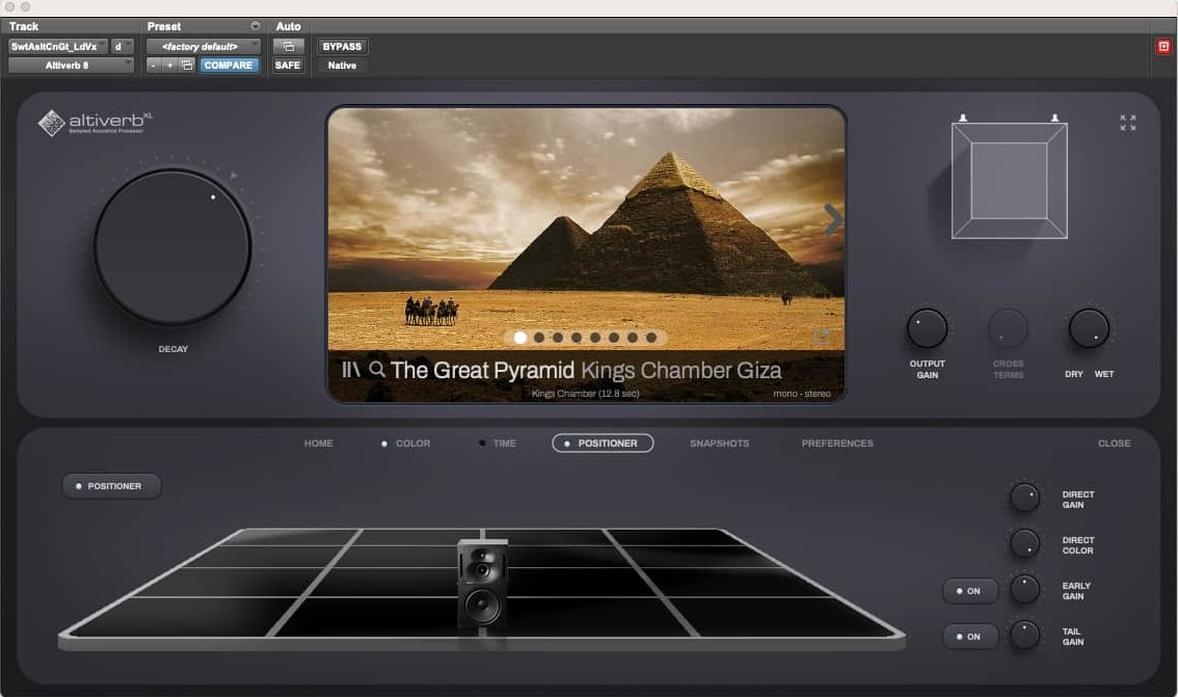 Track Preset Auto
SwtAsltCnGt_LdVx d <factory default> BYPASS
Altiverb 8 - + COMPARE SAFE Native
altiverb XL
Sampled Acoustics Processor
DECAY
The Great Pyramid Kings Chamber Giza
Kings Chamber (12.8 sec) mono - stereo
OUTPUT GAIN
CROSS TERMS
DRY WET
HOME COLOR TIME POSITIONER SNAPSHOTS PREFERENCES CLOSE
POSITIONER
DIRECT GAIN
DIRECT COLOR
ON EARLY GAIN
ON TAIL GAIN